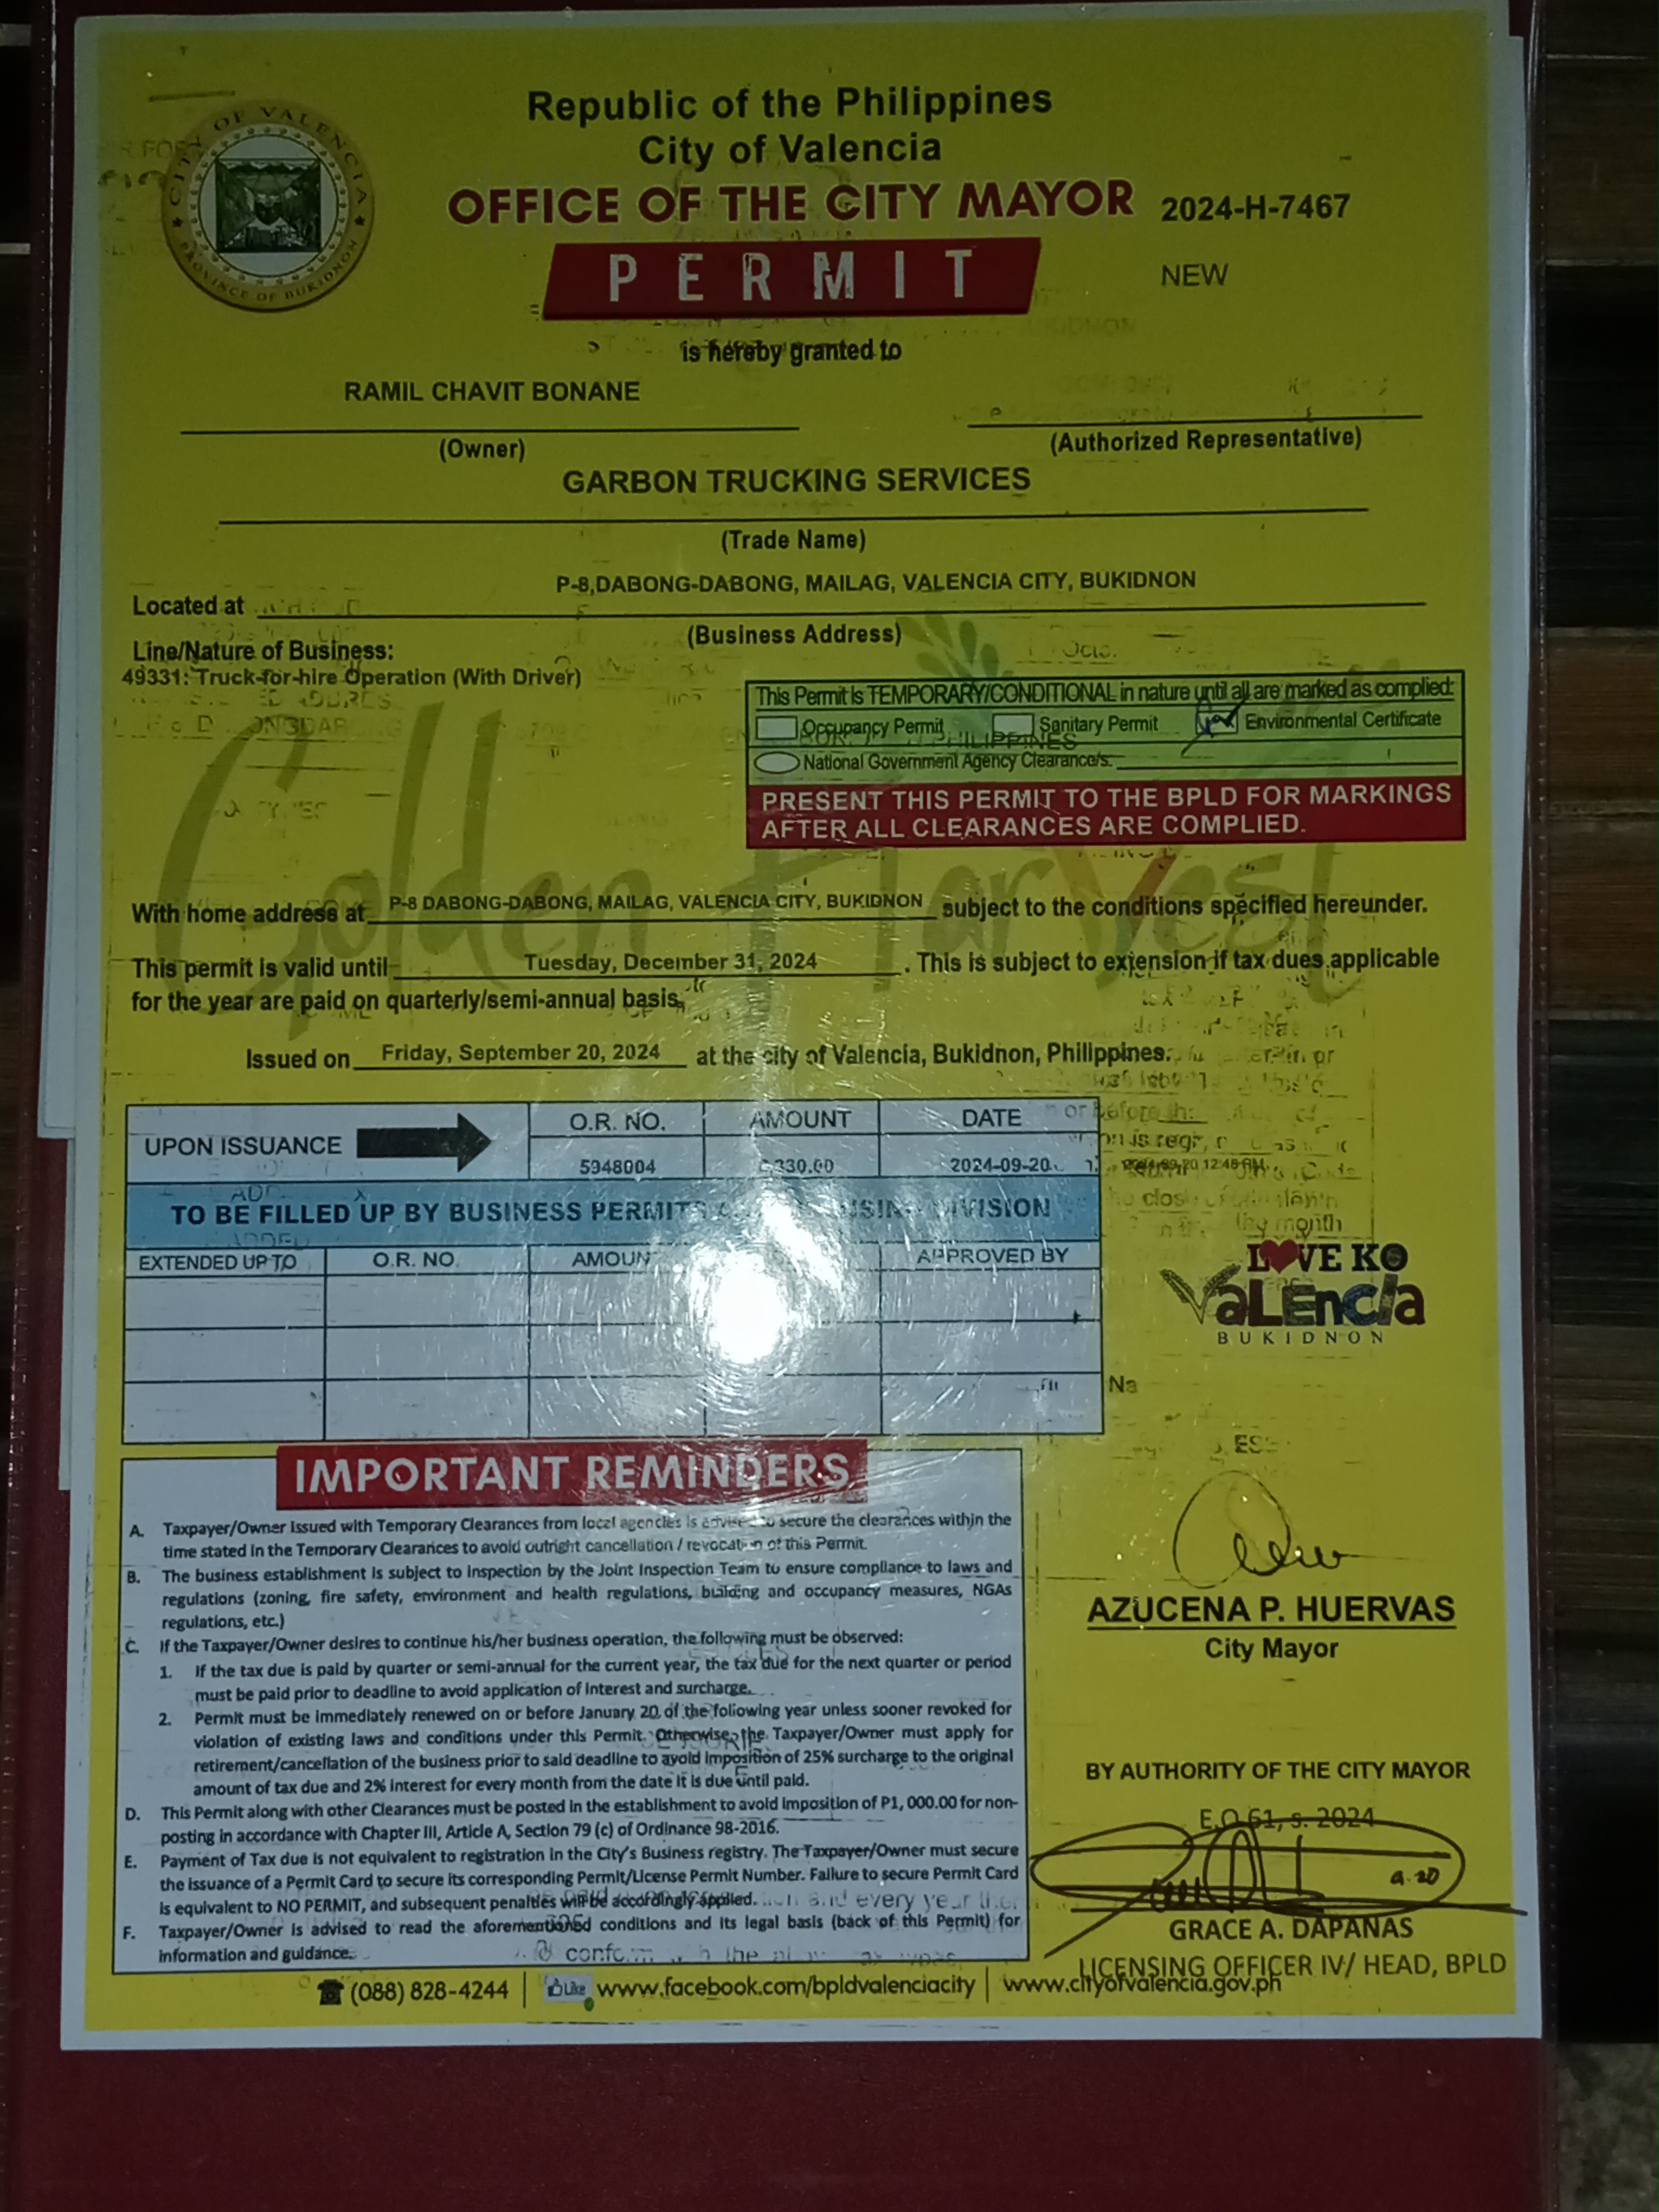 CITY OF VALENCIA
PROVINCE OF BUKIDNON
Republic of the Philippines
City of Valencia
OFFICE OF THE CITY MAYOR 2024-H-7467
PERMIT
NEW
is hereby granted to
RAMIL CHAVIT BONANE
(Owner)
(Authorized Representative)
GARBON TRUCKING SERVICES
(Trade Name)
P-8,DABONG-DABONG, MAILAG, VALENCIA CITY, BUKIDNON
Located at
(Business Address)
Line/Nature of Business:
49331: Truck-for-hire Operation (With Driver)
This Permit is TEMPORARY/CONDITIONAL in nature until all are marked as complied:
Occupancy Permit Sanitary Permit Environmental Certificate
National Government Agency Clearance/s:
PRESENT THIS PERMIT TO THE BPLD FOR MARKINGS
AFTER ALL CLEARANCES ARE COMPLIED.
Golden Harvest
With home address at P-8 DABONG-DABONG, MAILAG, VALENCIA CITY, BUKIDNON subject to the conditions specified hereunder.
This permit is valid until Tuesday, December 31, 2024 . This is subject to extension if tax dues applicable
for the year are paid on quarterly/semi-annual basis.
Issued on Friday, September 20, 2024 at the city of Valencia, Bukidnon, Philippines.
UPON ISSUANCE O.R. NO. AMOUNT DATE
5948004 330.00 2024-09-20
TO BE FILLED UP BY BUSINESS PERMITS DIVISION
EXTENDED UP TO O.R. NO. AMOUNT APPROVED BY
LOVE KO
VaLEncia
BUKIDNON
IMPORTANT REMINDERS
A. Taxpayer/Owner issued with Temporary Clearances from local agencies is advised to secure the clearances within the
time stated in the Temporary Clearances to avoid outright cancellation / revocation of this Permit.
B. The business establishment is subject to inspection by the Joint Inspection Team to ensure compliance to laws and
regulations (zoning, fire safety, environment and health regulations, building and occupancy measures, NGAs
regulations, etc.)
C. If the Taxpayer/Owner desires to continue his/her business operation, the following must be observed:
1. If the tax due is paid by quarter or semi-annual for the current year, the tax due for the next quarter or period
must be paid prior to deadline to avoid application of interest and surcharge.
2. Permit must be immediately renewed on or before January 20 of the following year unless sooner revoked for
violation of existing laws and conditions under this Permit. Otherwise, the Taxpayer/Owner must apply for
retirement/cancellation of the business prior to said deadline to avoid imposition of 25% surcharge to the original
amount of tax due and 2% interest for every month from the date it is due until paid.
D. This Permit along with other Clearances must be posted in the establishment to avoid imposition of P1, 000.00 for non-
posting in accordance with Chapter III, Article A, Section 79 (c) of Ordinance 98-2016.
E. Payment of Tax due is not equivalent to registration in the City's Business registry. The Taxpayer/Owner must secure
the issuance of a Permit Card to secure its corresponding Permit/License Permit Number. Failure to secure Permit Card
is equivalent to NO PERMIT, and subsequent penalties will be accordingly applied.
F. Taxpayer/Owner is advised to read the aforementioned conditions and its legal basis (back of this Permit) for
information and guidance.
AZUCENA P. HUERVAS
City Mayor
BY AUTHORITY OF THE CITY MAYOR
E.O 61, s. 2024
9.20
GRACE A. DAPANAS
LICENSING OFFICER IV/ HEAD, BPLD
(088) 828-4244 | Like www.facebook.com/bpldvalenciacity | www.cityofvalencia.gov.ph